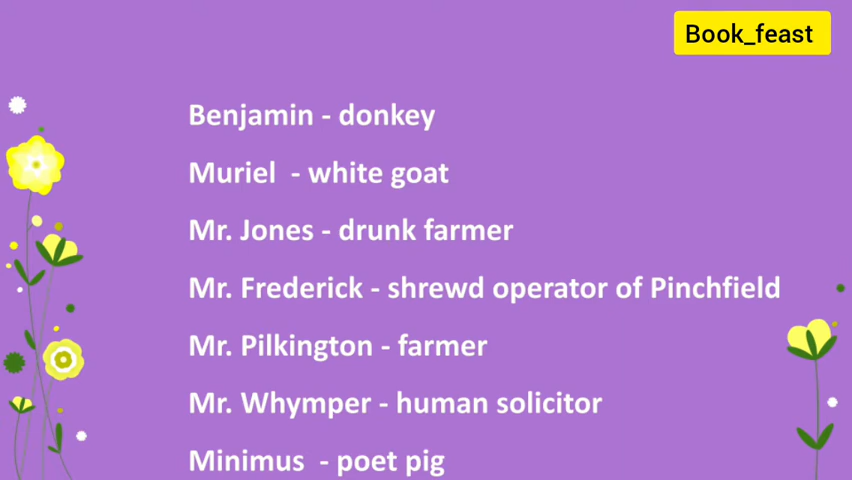 Book_feast
Benjamin - donkey
Muriel - white goat
Mr. Jones - drunk farmer
Mr. Frederick - shrewd operator of Pinchfield
Mr. Pilkington - farmer
Mr. Whymper - human solicitor
Minimus - poet pig